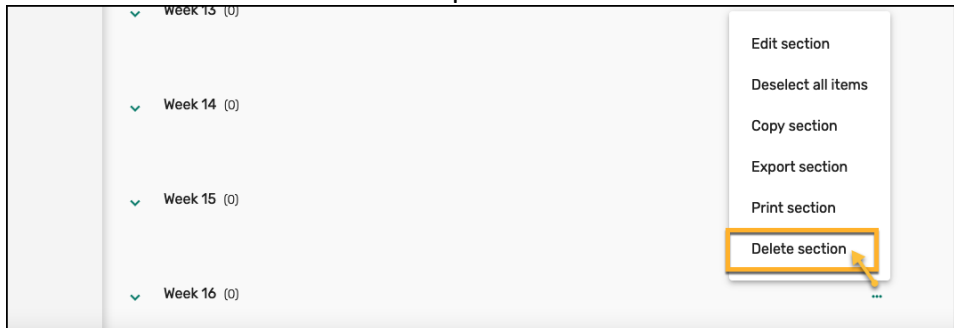 Week 13 (0)
Edit section
Deselect all items
Week 14 (0)
Copy section
Export section
Week 15 (0)
Print section
Delete section
Week 16 (0)
...